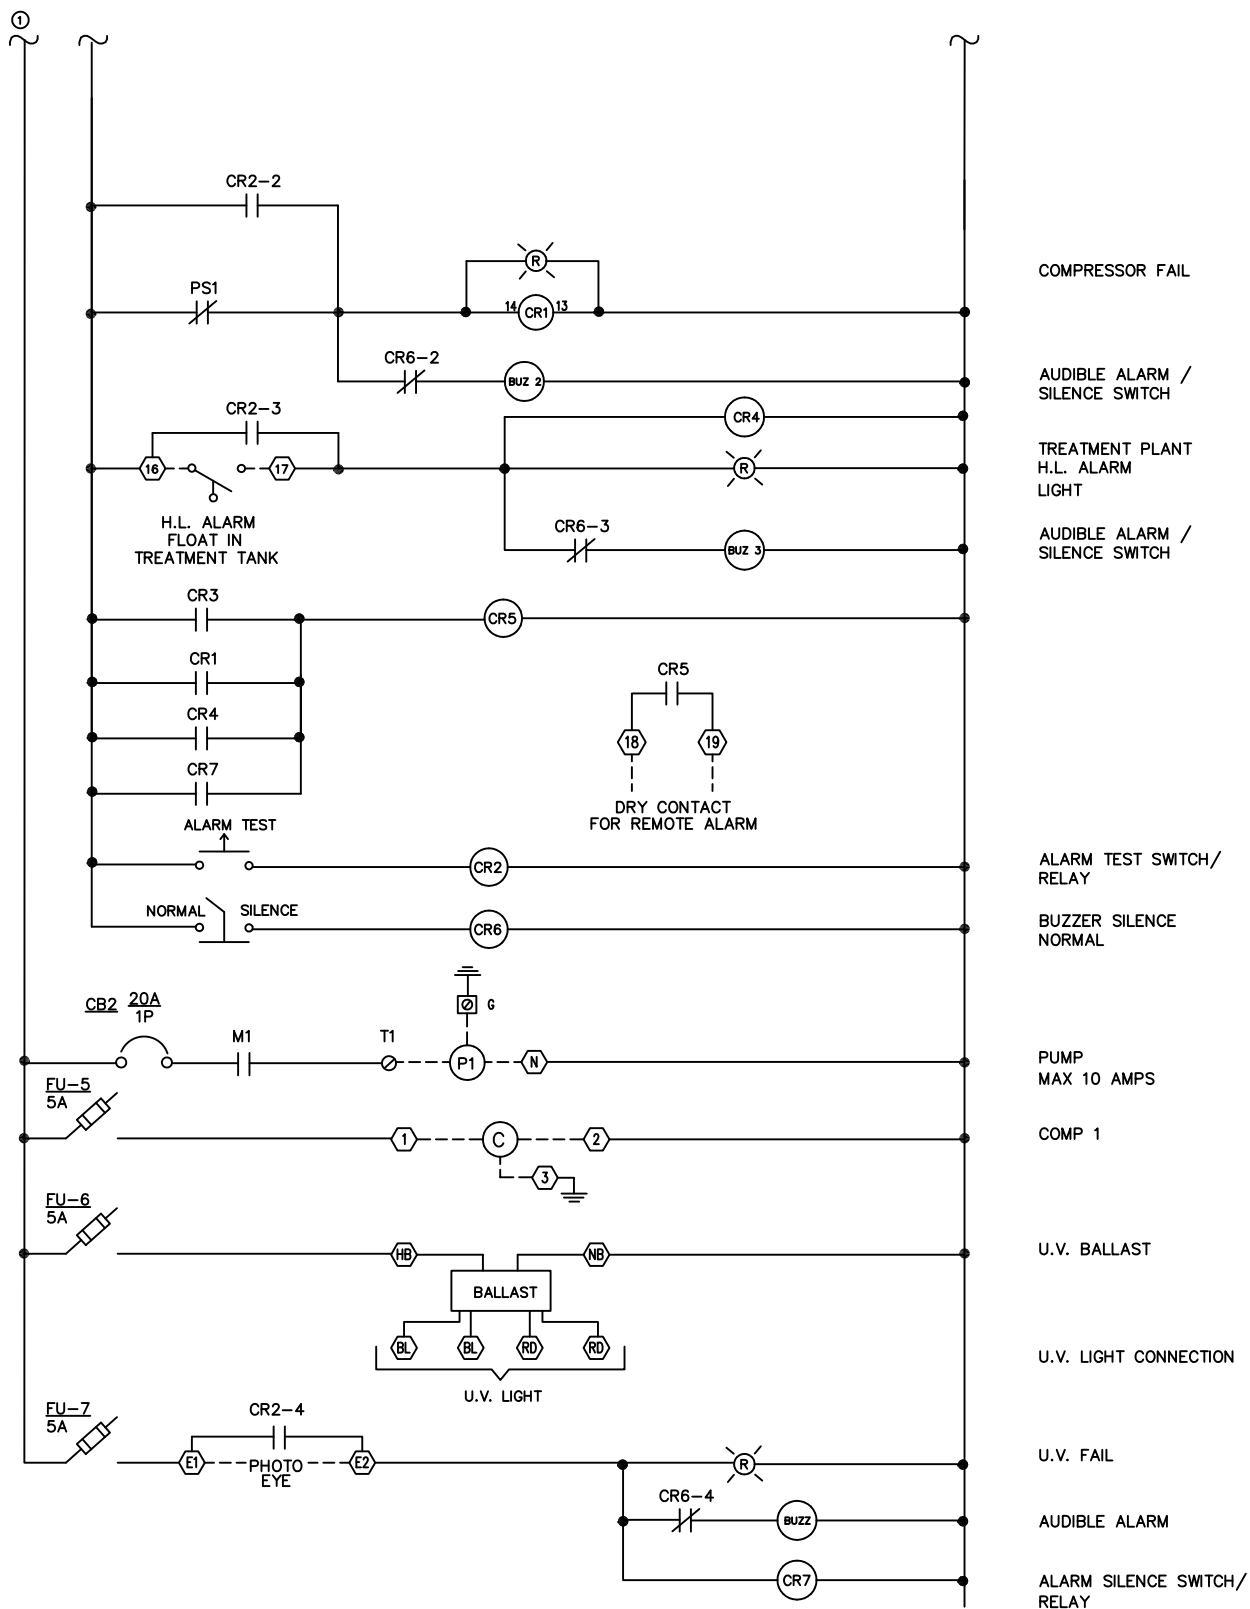 1
CR2-2
R
COMPRESSOR FAIL
PS1
14 CR1 13
CR6-2
BUZ 2
AUDIBLE ALARM /
SILENCE SWITCH
CR2-3
CR4
16
17
R
TREATMENT PLANT
H.L. ALARM
LIGHT
H.L. ALARM
FLOAT IN
TREATMENT TANK
CR6-3
BUZ 3
AUDIBLE ALARM /
SILENCE SWITCH
CR3
CR5
CR1
CR5
CR4
18
19
CR7
DRY CONTACT
FOR REMOTE ALARM
ALARM TEST
CR2
ALARM TEST SWITCH/
RELAY
NORMAL
SILENCE
CR6
BUZZER SILENCE
NORMAL
CB2
20A
1P
G
M1
T1
P1
N
PUMP
MAX 10 AMPS
FU-5
5A
1
C
2
COMP 1
3
FU-6
5A
HB
NB
U.V. BALLAST
BALLAST
BL
BL
RD
RD
U.V. LIGHT CONNECTION
U.V. LIGHT
FU-7
5A
CR2-4
E1
PHOTO
EYE
E2
R
U.V. FAIL
CR6-4
BUZZ
AUDIBLE ALARM
CR7
ALARM SILENCE SWITCH/
RELAY